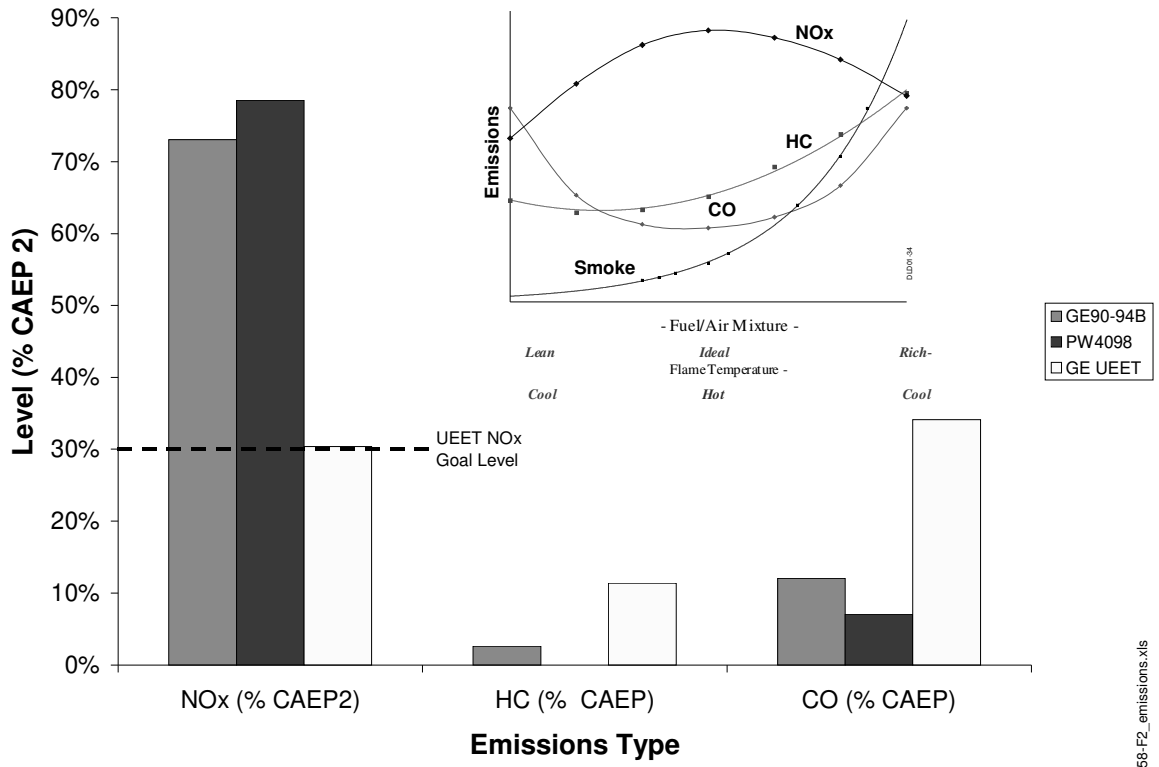 90%
80%
70%
60%
50%
40%
30%
20%
10%
0%
Level (% CAEP 2)
NOx
HC
CO
Smoke
Emissions
DLD01-34
- Fuel/Air Mixture -
Lean Ideal Rich-
Flame Temperature -
Cool Hot Cool
UEET NOx
Goal Level
GE90-94B
PW4098
GE UEET
NOx (% CAEP2) HC (% CAEP) CO (% CAEP)
Emissions Type
58-F2_emissions.xls